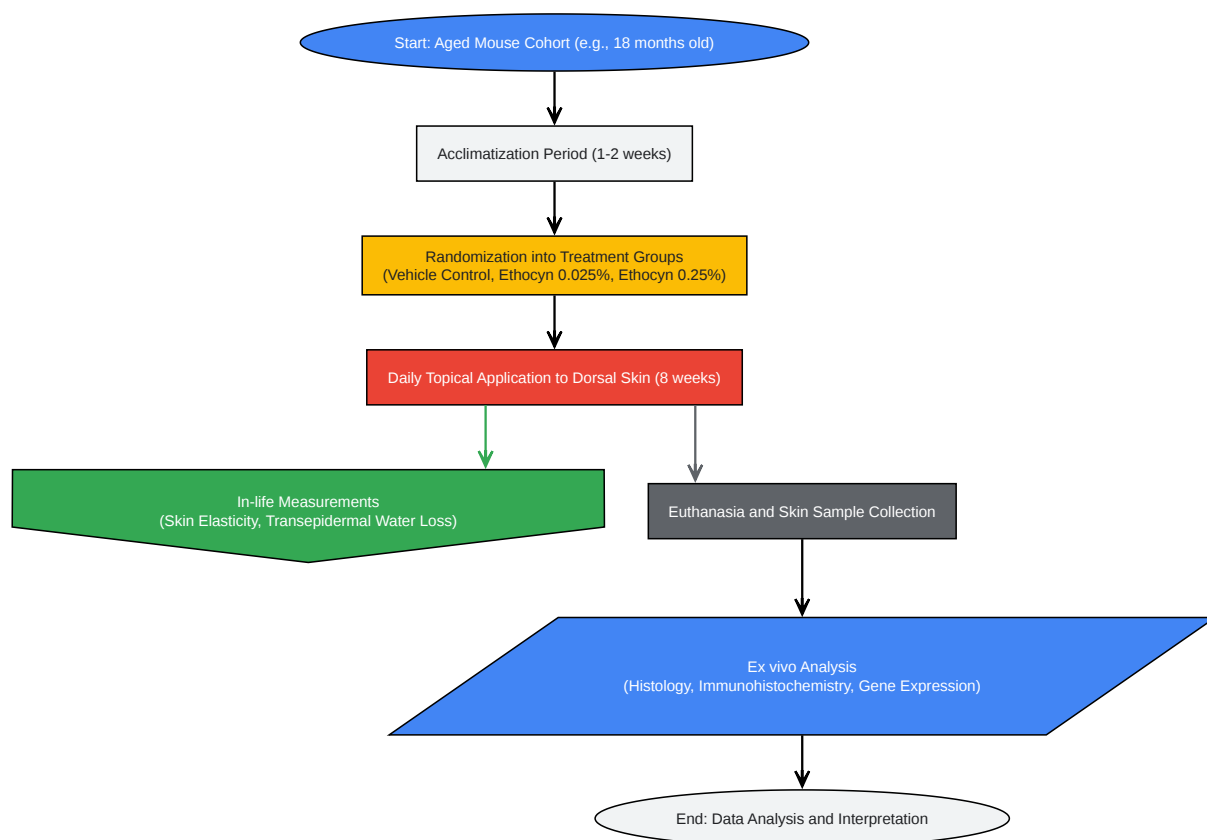 Start: Aged Mouse Cohort (e.g., 18 months old)
Acclimatization Period (1-2 weeks)
Randomization into Treatment Groups
(Vehicle Control, Ethocyn 0.025%, Ethocyn 0.25%)
Daily Topical Application to Dorsal Skin (8 weeks)
In-life Measurements
(Skin Elasticity, Transepidermal Water Loss)
Euthanasia and Skin Sample Collection
Ex vivo Analysis
(Histology, Immunohistochemistry, Gene Expression)
End: Data Analysis and Interpretation